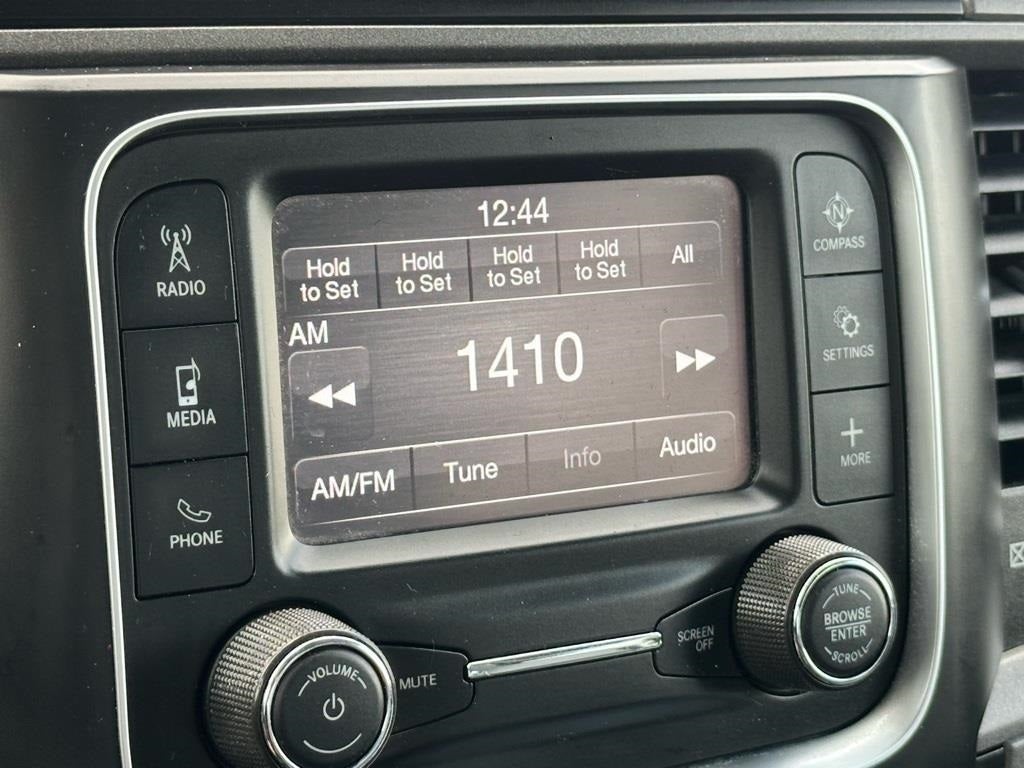 12:44
Hold to Set
Hold to Set
Hold to Set
Hold to Set
All
AM
1410
AM/FM
Tune
Info
Audio
RADIO
MEDIA
PHONE
N
COMPASS
SETTINGS
MORE
VOLUME
MUTE
SCREEN
OFF
TUNE
BROWSE
ENTER
SCROLL